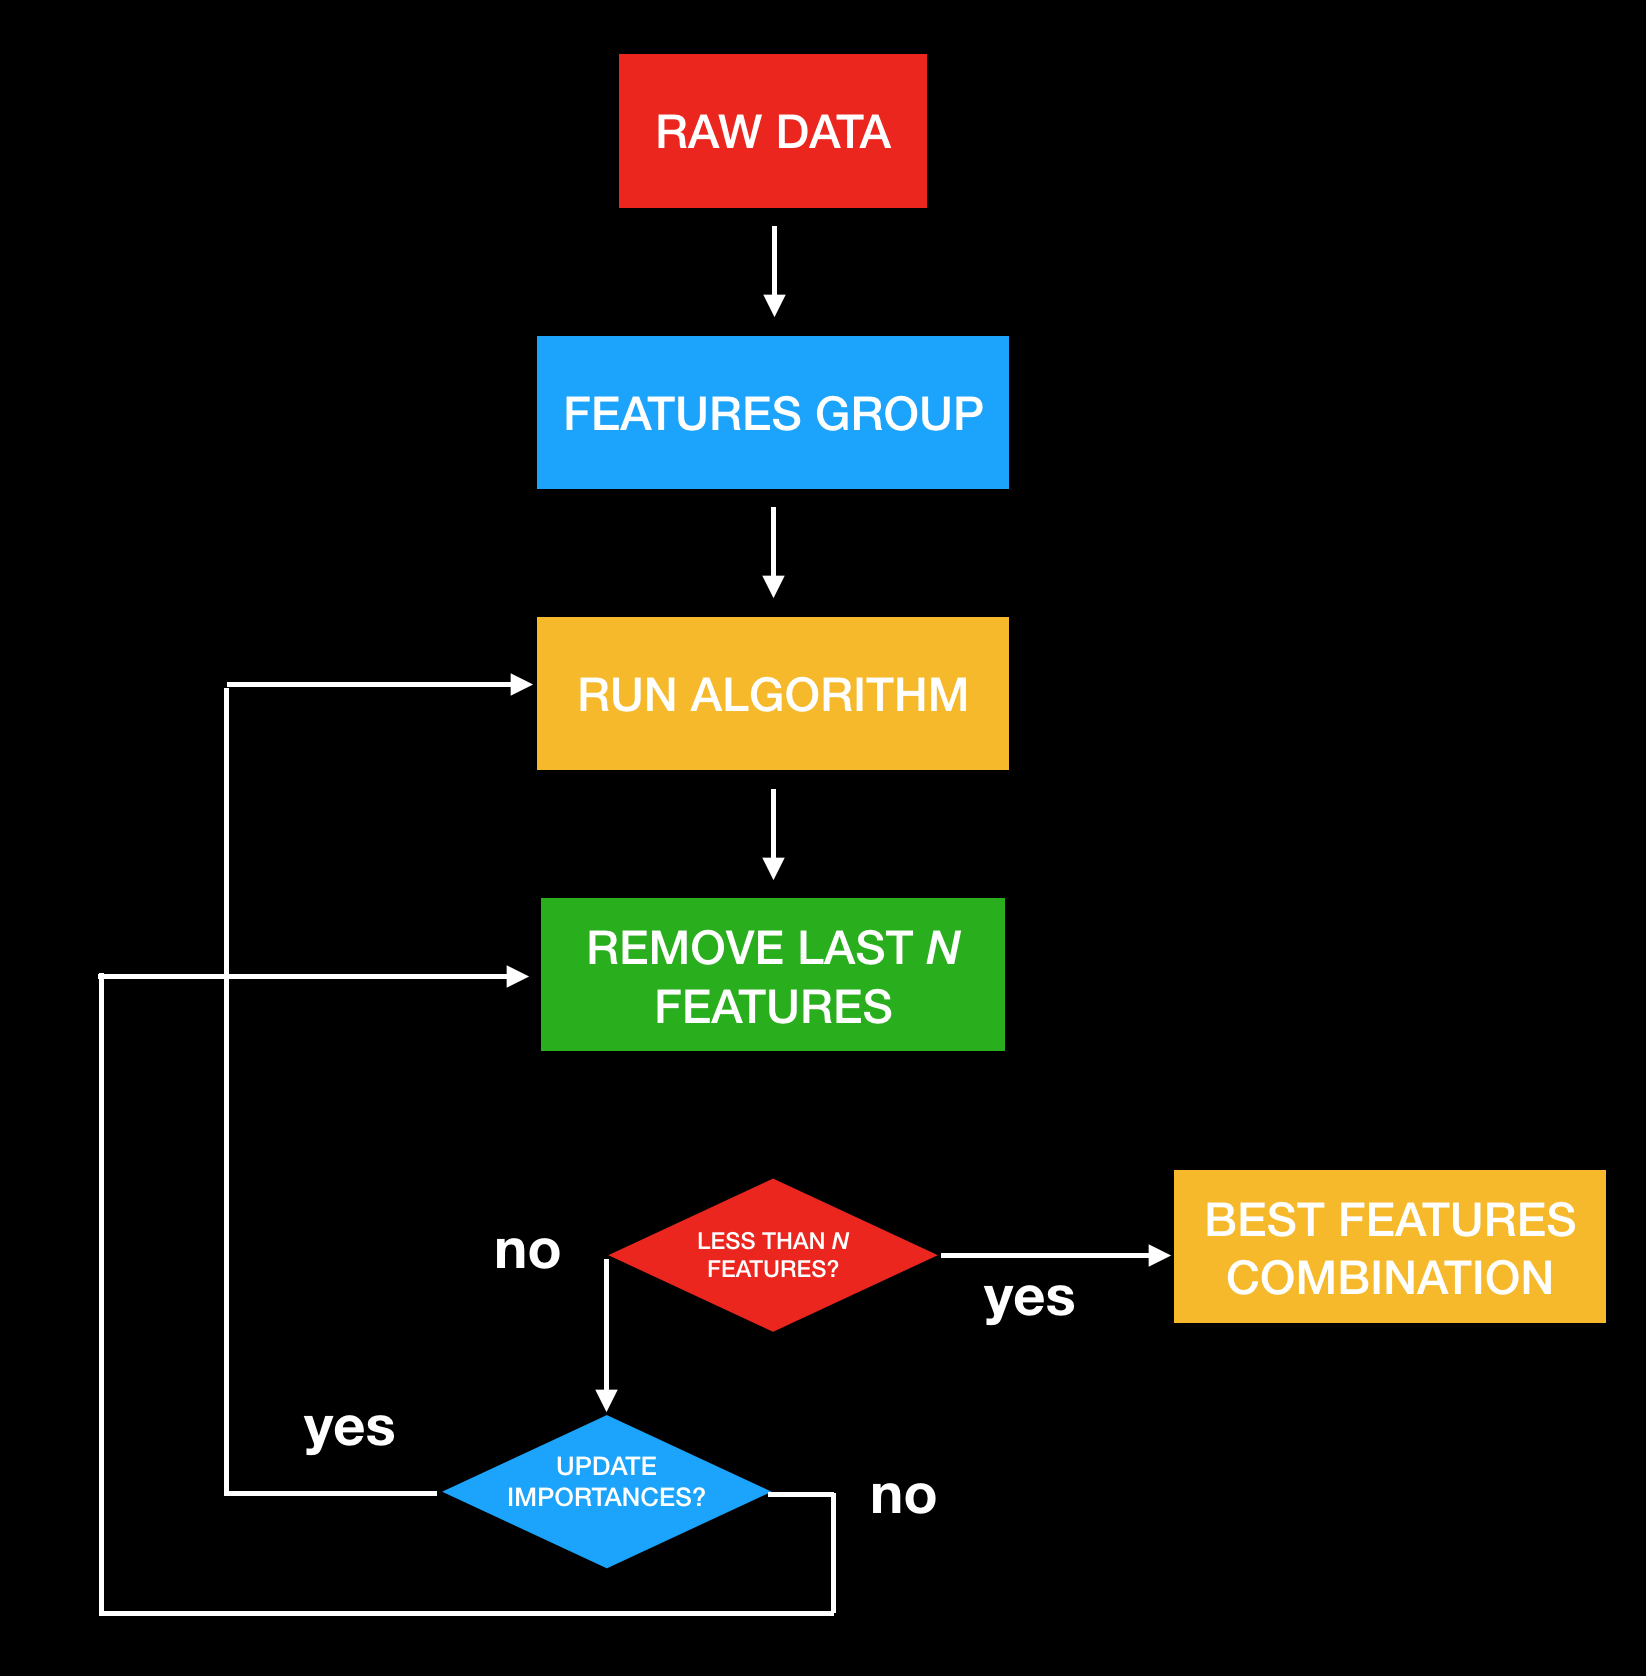 RAW DATA
FEATURES GROUP
RUN ALGORITHM
REMOVE LAST N
FEATURES
no
LESS THAN N
FEATURES?
yes
BEST FEATURES
COMBINATION
yes
UPDATE
IMPORTANCES?
no